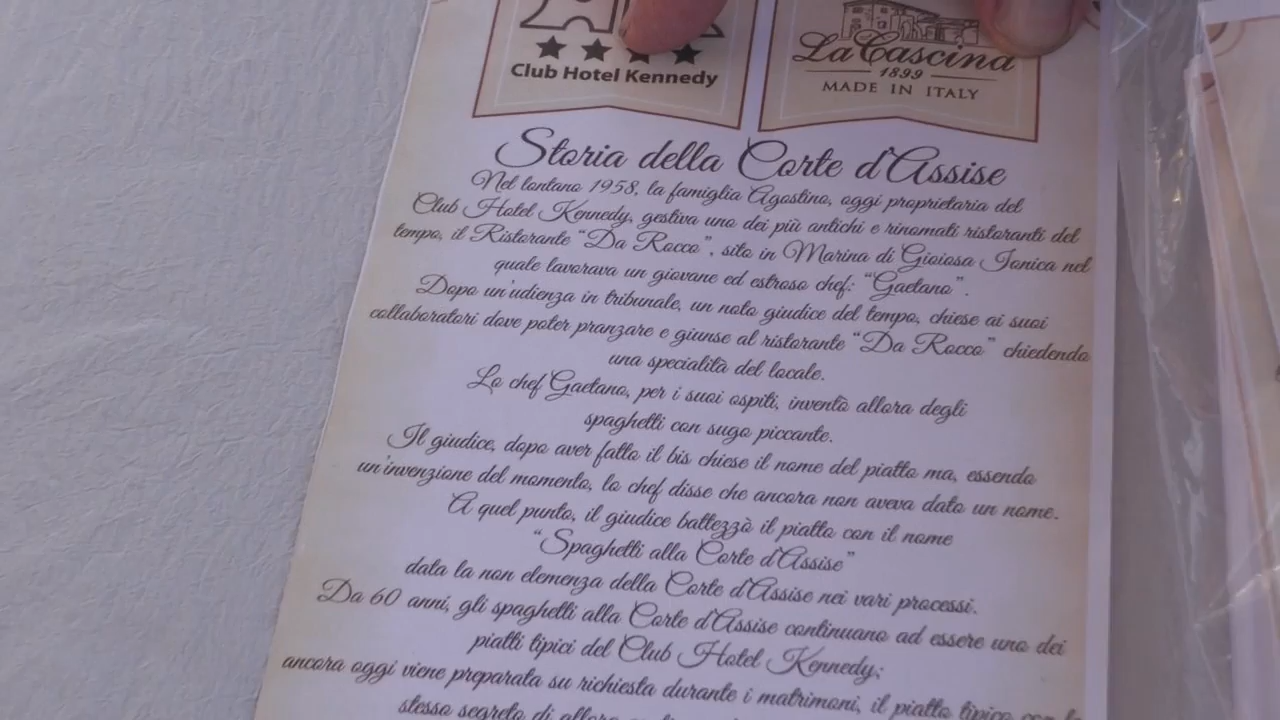 Club Hotel Kennedy
La Cascina
1899
MADE IN ITALY
Storia della Corte d'Assise
Nel lontano 1958, la famiglia Agostino, oggi proprietaria del
Club Hotel Kennedy, gestiva uno dei più antichi e rinomati ristoranti del
tempo, il Ristorante "Da Rocco", sito in Marina di Gioiosa Jonica nel
quale lavorava un giovane ed estroso chef: "Gaetano".
Dopo un'udienza in tribunale, un noto giudice del tempo, chiese ai suoi
collaboratori dove poter pranzare e giunse al ristorante "Da Rocco" chiedendo
una specialità del locale.
Lo chef Gaetano, per i suoi ospiti, inventò allora degli
spaghetti con sugo piccante.
Il giudice, dopo aver fatto il bis chiese il nome del piatto ma, essendo
un'invenzione del momento, lo chef disse che ancora non aveva dato un nome.
A quel punto, il giudice battezzò il piatto con il nome
"Spaghetti alla Corte d'Assise"
data la non clemenza della Corte d'Assise nei vari processi.
Da 60 anni, gli spaghetti alla Corte d'Assise continuano ad essere uno dei
piatti tipici del Club Hotel Kennedy;
ancora oggi viene preparata su richiesta durante i matrimoni, il piatto tipico
stesso segreto di allora